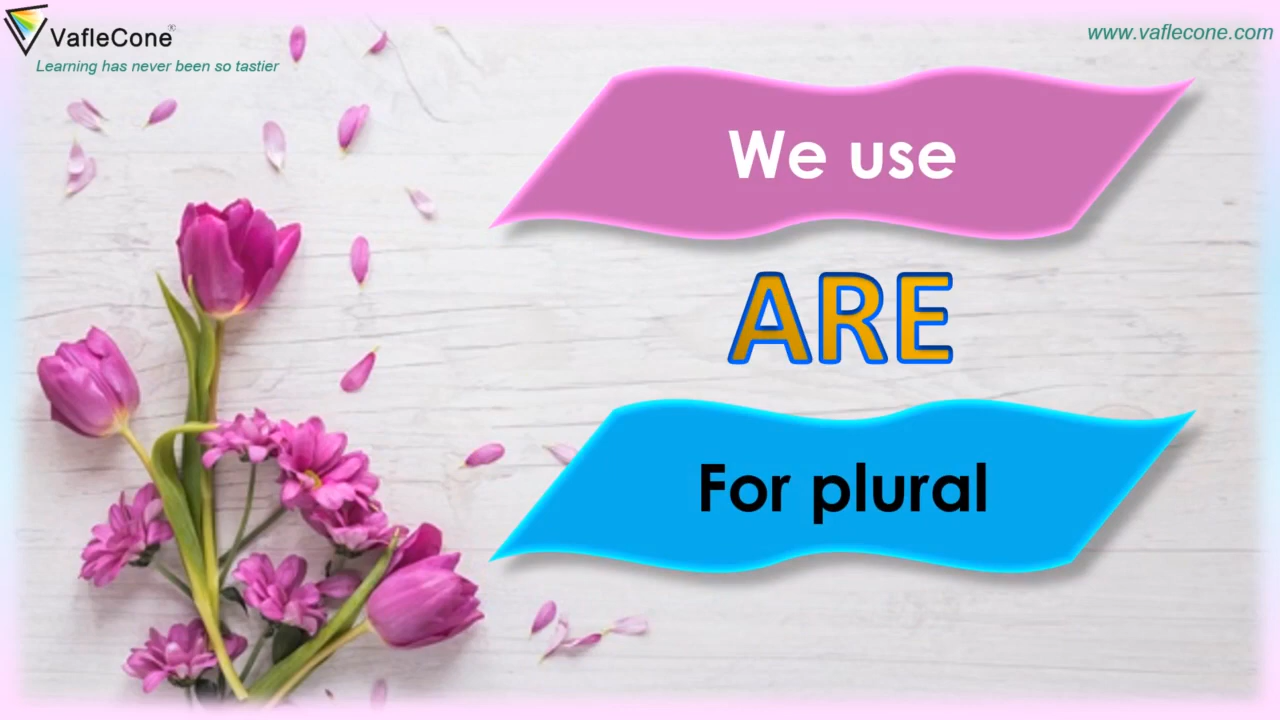 VafleCone®
Learning has never been so tastier
www.vaflecone.com
We use
ARE
For plural